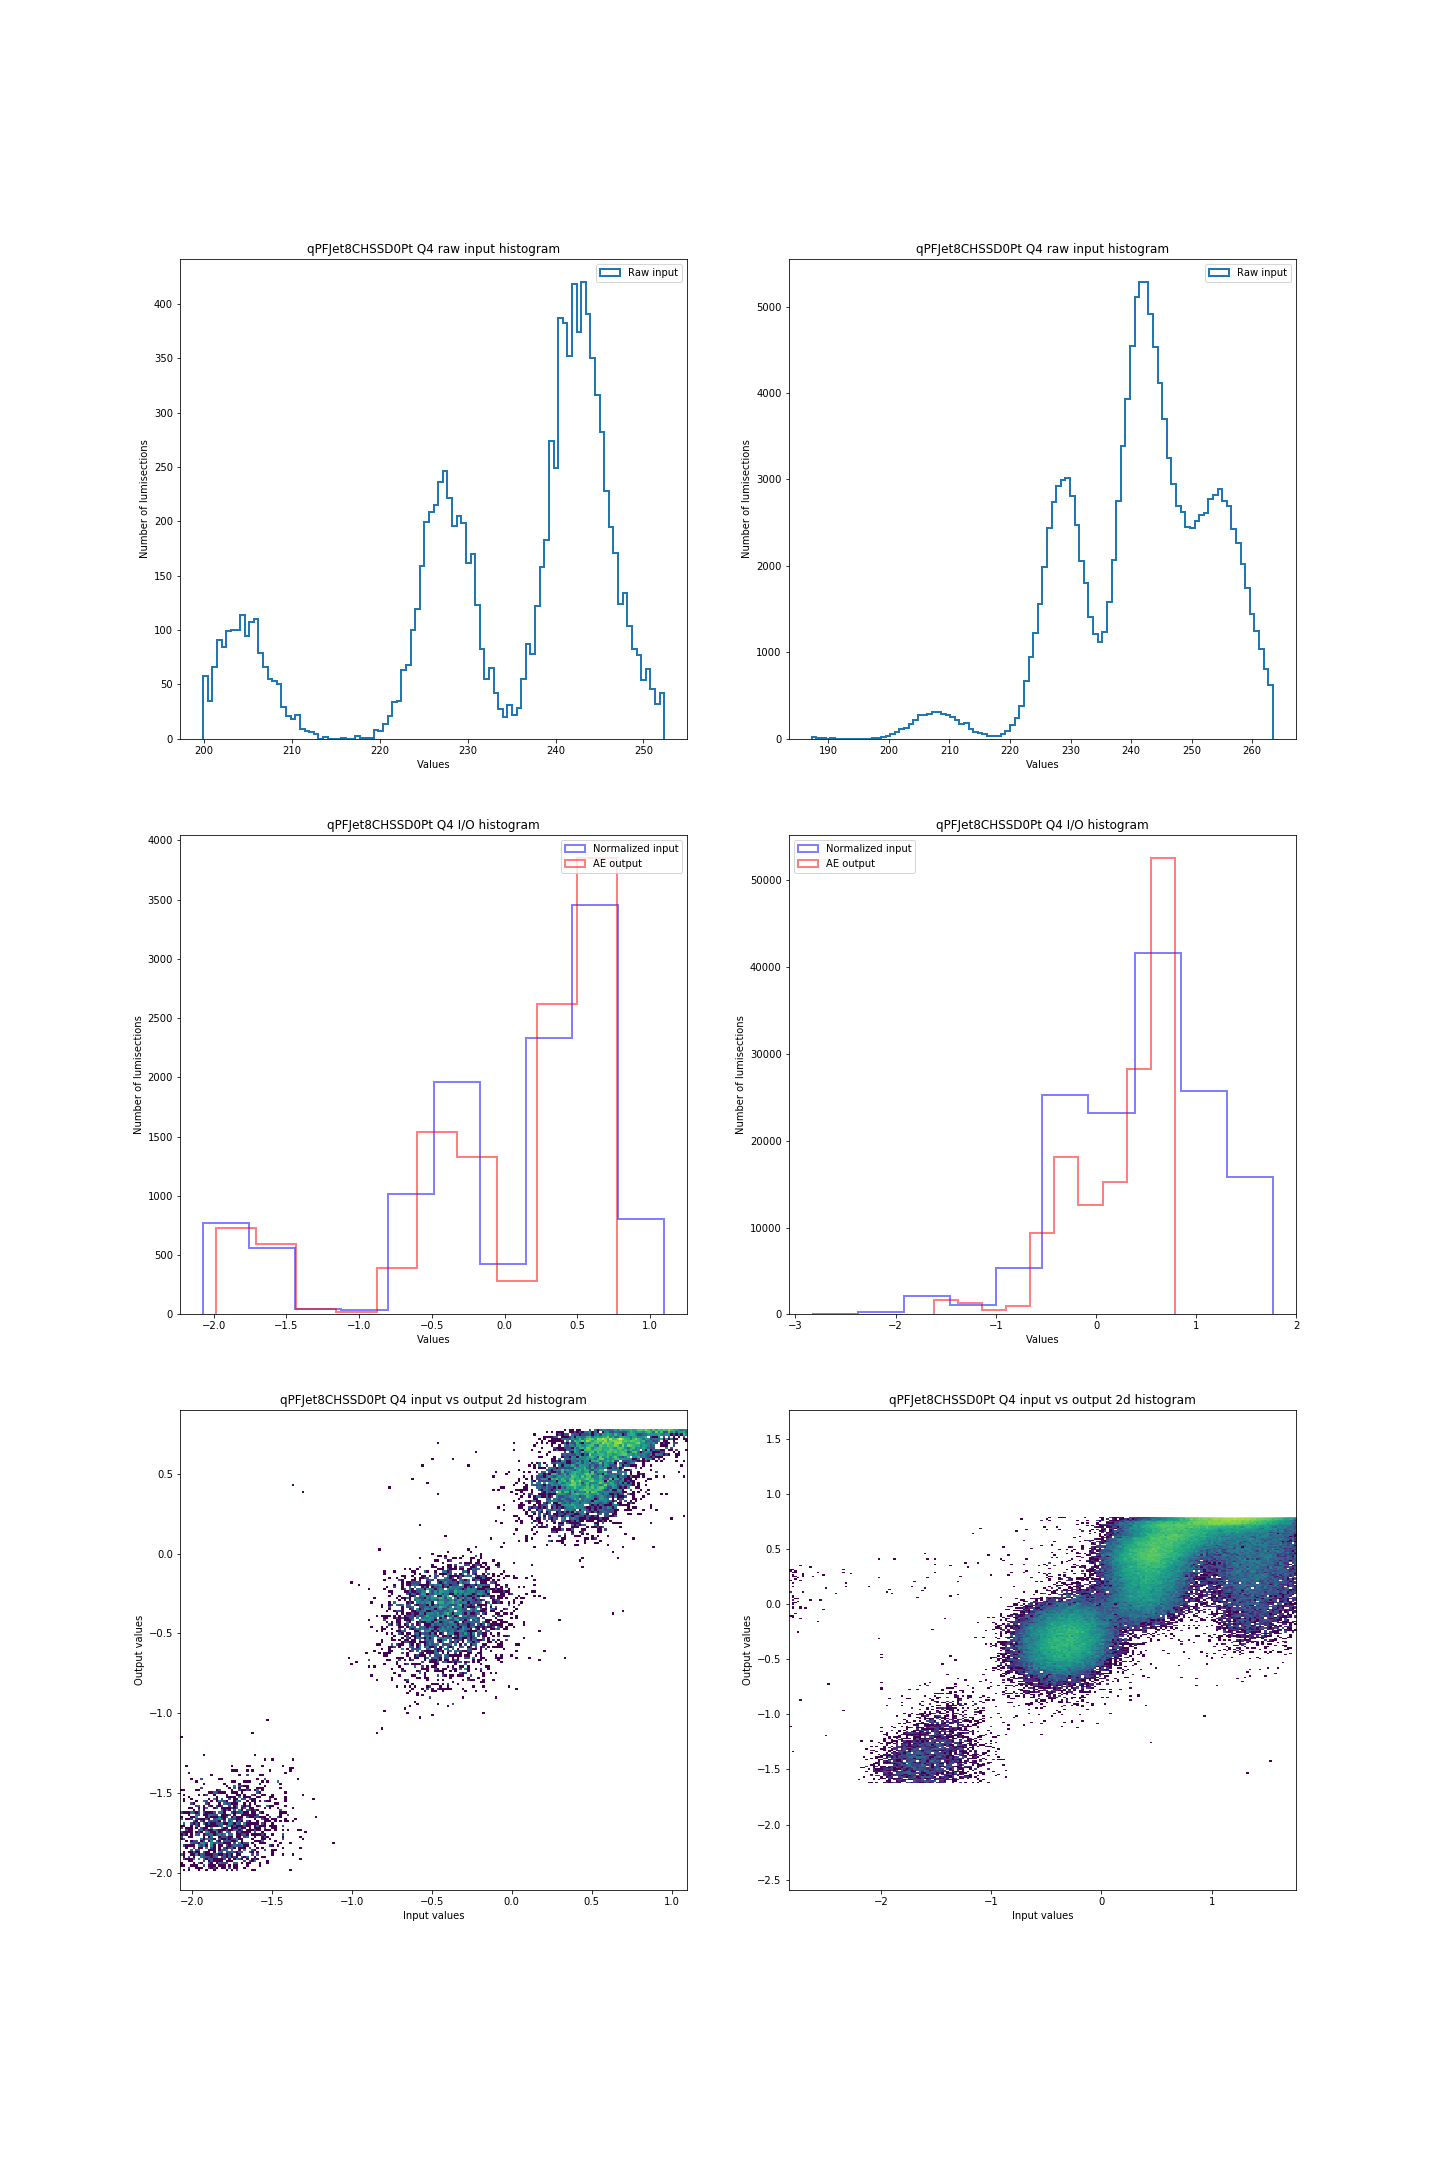 qPFJet8CHSSD0Pt Q4 raw input histogram
Raw input
400
350
300
250
200
150
100
50
0
Number of lumisections
200 210 220 230 240 250
Values
qPFJet8CHSSD0Pt Q4 raw input histogram
Raw input
5000
4000
3000
2000
1000
0
Number of lumisections
190 200 210 220 230 240 250 260
Values
qPFJet8CHSSD0Pt Q4 I/O histogram
Normalized input
AE output
4000
3500
3000
2500
2000
1500
1000
500
0
Number of lumisections
−2.0 −1.5 −1.0 −0.5 0.0 0.5 1.0
Values
qPFJet8CHSSD0Pt Q4 I/O histogram
Normalized input
AE output
50000
40000
30000
20000
10000
0
Number of lumisections
−3 −2 −1 0 1 2
Values
qPFJet8CHSSD0Pt Q4 input vs output 2d histogram
0.5
0.0
−0.5
−1.0
−1.5
−2.0
Output values
−2.0 −1.5 −1.0 −0.5 0.0 0.5 1.0
Input values
qPFJet8CHSSD0Pt Q4 input vs output 2d histogram
1.5
1.0
0.5
0.0
−0.5
−1.0
−1.5
−2.0
−2.5
Output values
−2 −1 0 1
Input values